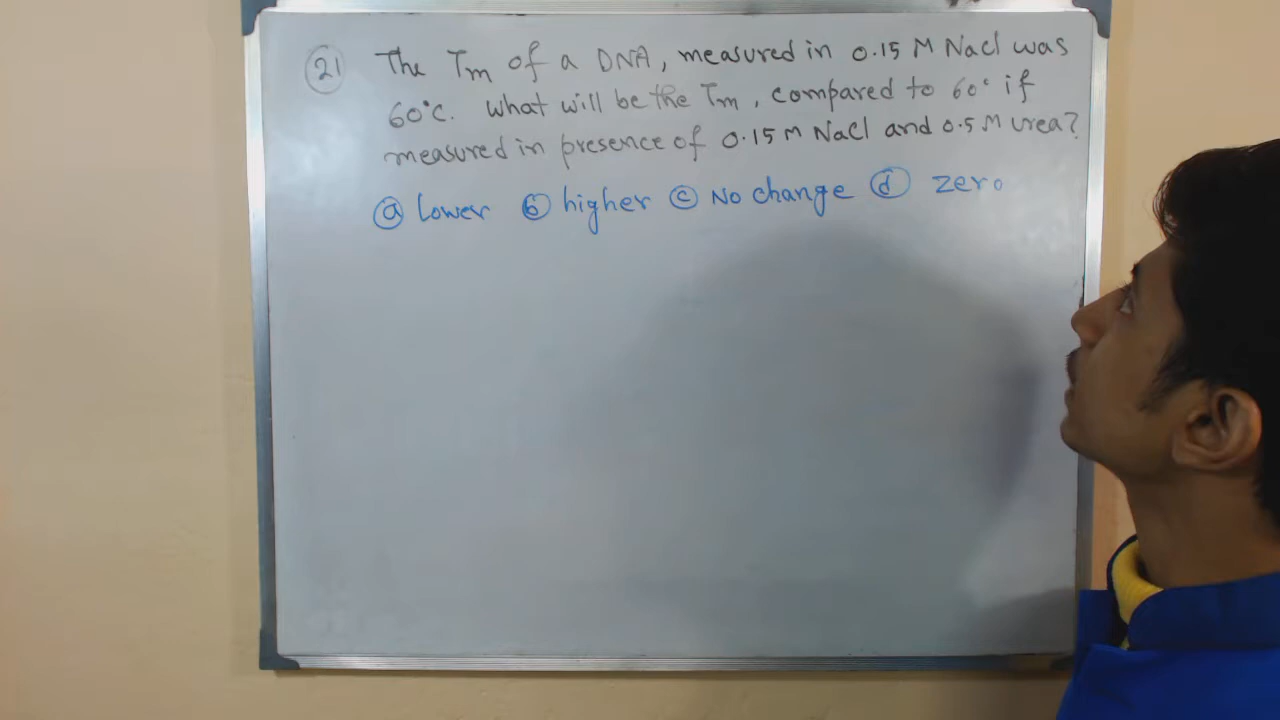 21 The Tm of a DNA, measured in 0.15 M Nacl was
60°c. What will be the Tm, compared to 60° if
measured in presence of 0.15 M NaCl and 0.5 M urea?
a lower b higher c No change d zero